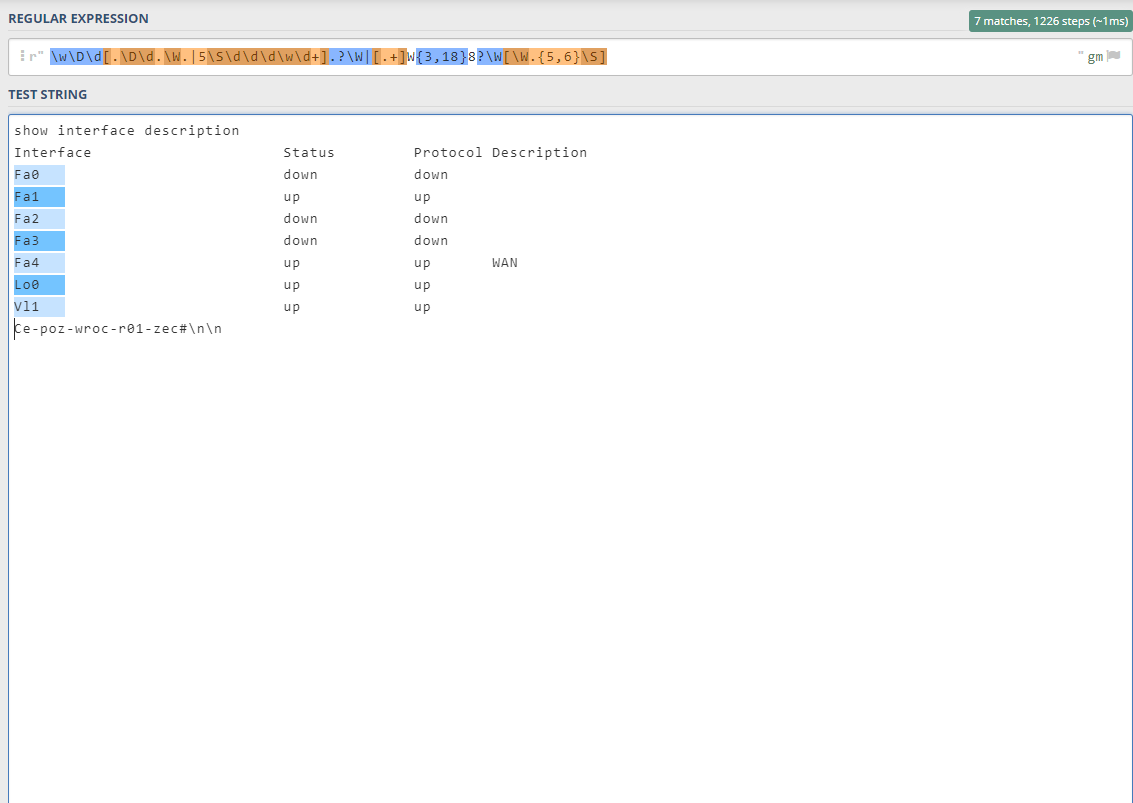 REGULAR EXPRESSION
7 matches, 1226 steps (~1ms)
r" \w\D\d[.\D\d.\W.|5\S\d\d\d\w\d+].?\W|[.+]W{3,18}8?\W[\W.{5,6}\S] " gm
TEST STRING
show interface description
Interface Status Protocol Description
Fa0 down down
Fa1 up up
Fa2 down down
Fa3 down down
Fa4 up up WAN
Lo0 up up
Vl1 up up
Ce-poz-wroc-r01-zec#\n\n